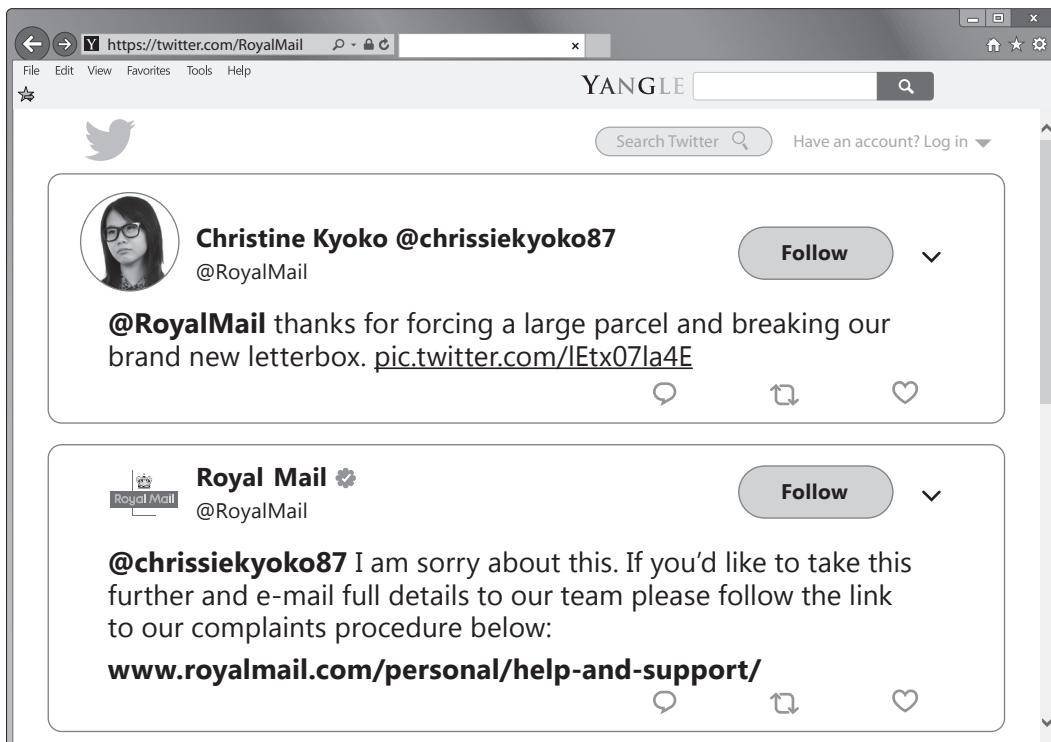 Y https://twitter.com/RoyalMail
File Edit View Favorites Tools Help
YANGLE
Search Twitter
Have an account? Log in
Christine Kyoko @chrissiekyoko87
@RoyalMail
Follow
@RoyalMail thanks for forcing a large parcel and breaking our
brand new letterbox. pic.twitter.com/lEtx07la4E
Royal Mail
Royal Mail
@RoyalMail
Follow
@chrissiekyoko87 I am sorry about this. If you’d like to take this
further and e-mail full details to our team please follow the link
to our complaints procedure below:
www.royalmail.com/personal/help-and-support/